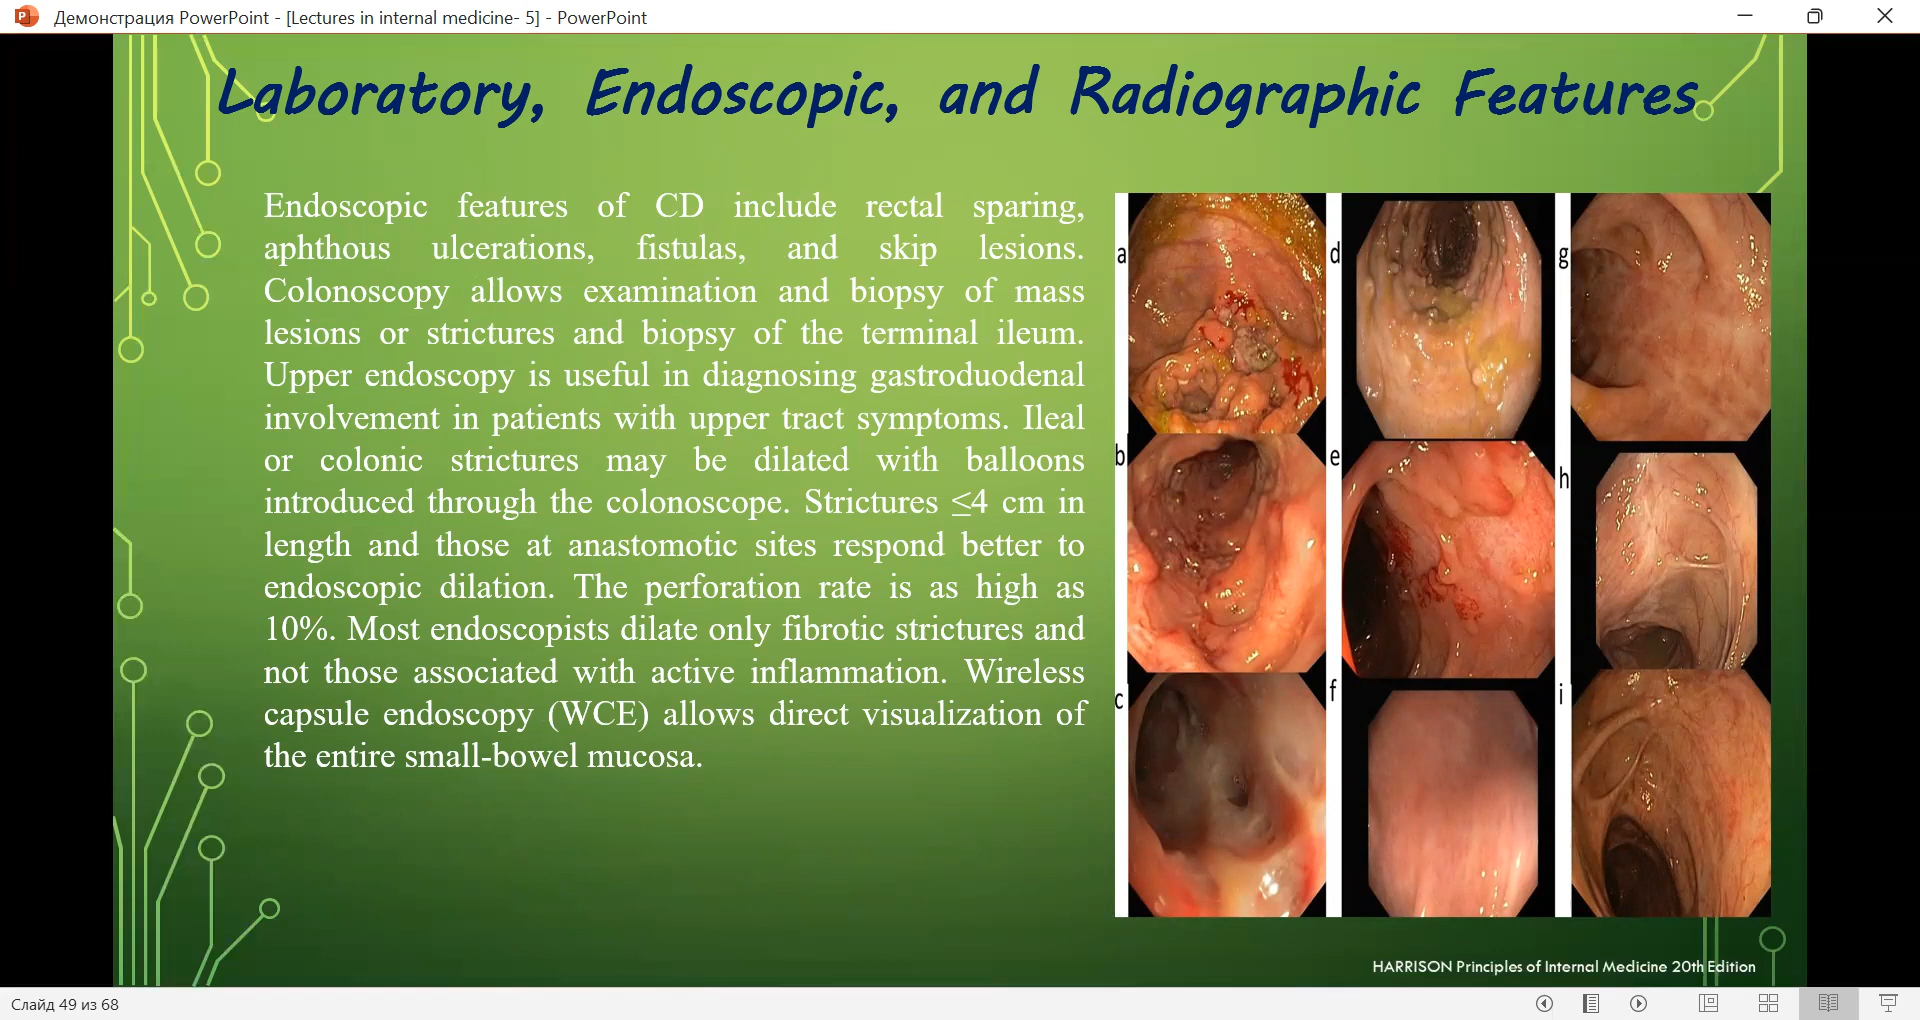 Демонстрация PowerPoint - [Lectures in internal medicine- 5] - PowerPoint
Laboratory, Endoscopic, and Radiographic Features
Endoscopic features of CD include rectal sparing,
aphthous ulcerations, fistulas, and skip lesions.
Colonoscopy allows examination and biopsy of mass
lesions or strictures and biopsy of the terminal ileum.
Upper endoscopy is useful in diagnosing gastroduodenal
involvement in patients with upper tract symptoms. Ileal
or colonic strictures may be dilated with balloons
introduced through the colonoscope. Strictures ≤4 cm in
length and those at anastomotic sites respond better to
endoscopic dilation. The perforation rate is as high as
10%. Most endoscopists dilate only fibrotic strictures and
not those associated with active inflammation. Wireless
capsule endoscopy (WCE) allows direct visualization of
the entire small-bowel mucosa.
a
d
g
b
e
h
c
f
i
HARRISON Principles of Internal Medicine 20th Edition
Слайд 49 из 68